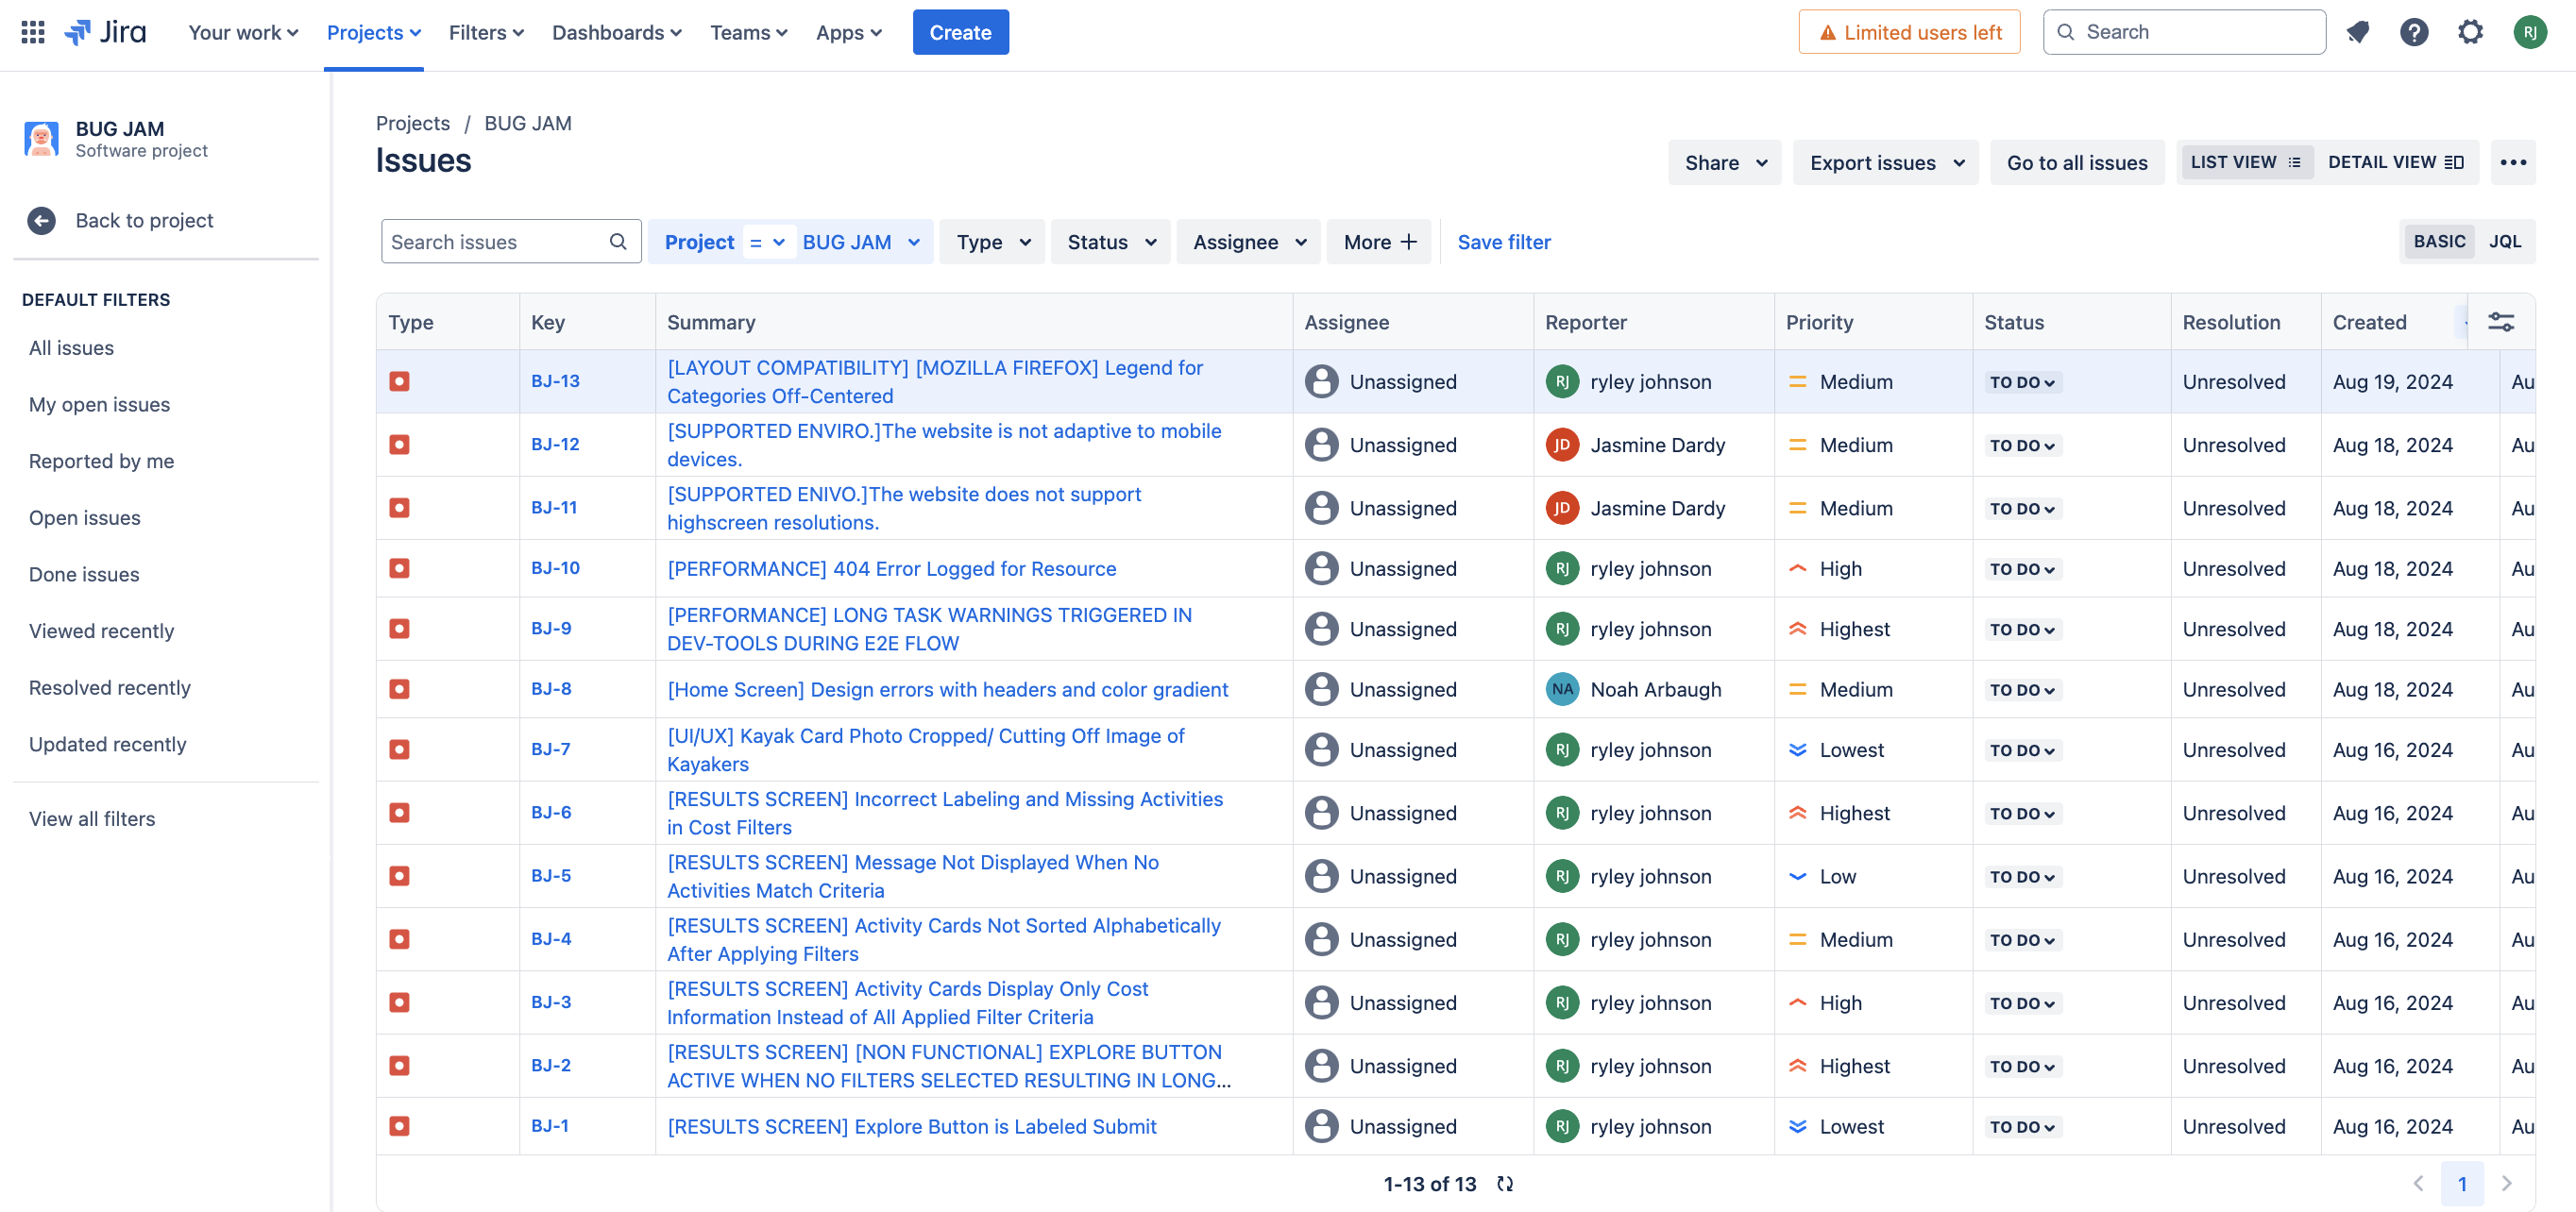 Jira Your work Projects Filters Dashboards Teams Apps Create Limited users left Search RJ
BUG JAM
Software project
Back to project
DEFAULT FILTERS
All issues
My open issues
Reported by me
Open issues
Done issues
Viewed recently
Resolved recently
Updated recently
View all filters
Projects / BUG JAM
Issues
Share Export issues Go to all issues LIST VIEW DETAIL VIEW
Search issues Project = BUG JAM Type Status Assignee More Save filter BASIC JQL
Type Key Summary Assignee Reporter Priority Status Resolution Created
BJ-13 [LAYOUT COMPATIBILITY] [MOZILLA FIREFOX] Legend for
Categories Off-Centered
Unassigned RJ ryley johnson Medium TO DO Unresolved Aug 19, 2024 Au
BJ-12 [SUPPORTED ENVIRO.]The website is not adaptive to mobile
devices.
Unassigned JD Jasmine Dardy Medium TO DO Unresolved Aug 18, 2024 Au
BJ-11 [SUPPORTED ENIVO.]The website does not support
highscreen resolutions.
Unassigned JD Jasmine Dardy Medium TO DO Unresolved Aug 18, 2024 Au
BJ-10 [PERFORMANCE] 404 Error Logged for Resource Unassigned RJ ryley johnson High TO DO Unresolved Aug 18, 2024 Au
BJ-9 [PERFORMANCE] LONG TASK WARNINGS TRIGGERED IN
DEV-TOOLS DURING E2E FLOW
Unassigned RJ ryley johnson Highest TO DO Unresolved Aug 18, 2024 Au
BJ-8 [Home Screen] Design errors with headers and color gradient Unassigned NA Noah Arbaugh Medium TO DO Unresolved Aug 18, 2024 Au
BJ-7 [UI/UX] Kayak Card Photo Cropped/ Cutting Off Image of
Kayakers
Unassigned RJ ryley johnson Lowest TO DO Unresolved Aug 16, 2024 Au
BJ-6 [RESULTS SCREEN] Incorrect Labeling and Missing Activities
in Cost Filters
Unassigned RJ ryley johnson Highest TO DO Unresolved Aug 16, 2024 Au
BJ-5 [RESULTS SCREEN] Message Not Displayed When No
Activities Match Criteria
Unassigned RJ ryley johnson Low TO DO Unresolved Aug 16, 2024 Au
BJ-4 [RESULTS SCREEN] Activity Cards Not Sorted Alphabetically
After Applying Filters
Unassigned RJ ryley johnson Medium TO DO Unresolved Aug 16, 2024 Au
BJ-3 [RESULTS SCREEN] Activity Cards Display Only Cost
Information Instead of All Applied Filter Criteria
Unassigned RJ ryley johnson High TO DO Unresolved Aug 16, 2024 Au
BJ-2 [RESULTS SCREEN] [NON FUNCTIONAL] EXPLORE BUTTON
ACTIVE WHEN NO FILTERS SELECTED RESULTING IN LONG...
Unassigned RJ ryley johnson Highest TO DO Unresolved Aug 16, 2024 Au
BJ-1 [RESULTS SCREEN] Explore Button is Labeled Submit Unassigned RJ ryley johnson Lowest TO DO Unresolved Aug 16, 2024 Au
1-13 of 13 1